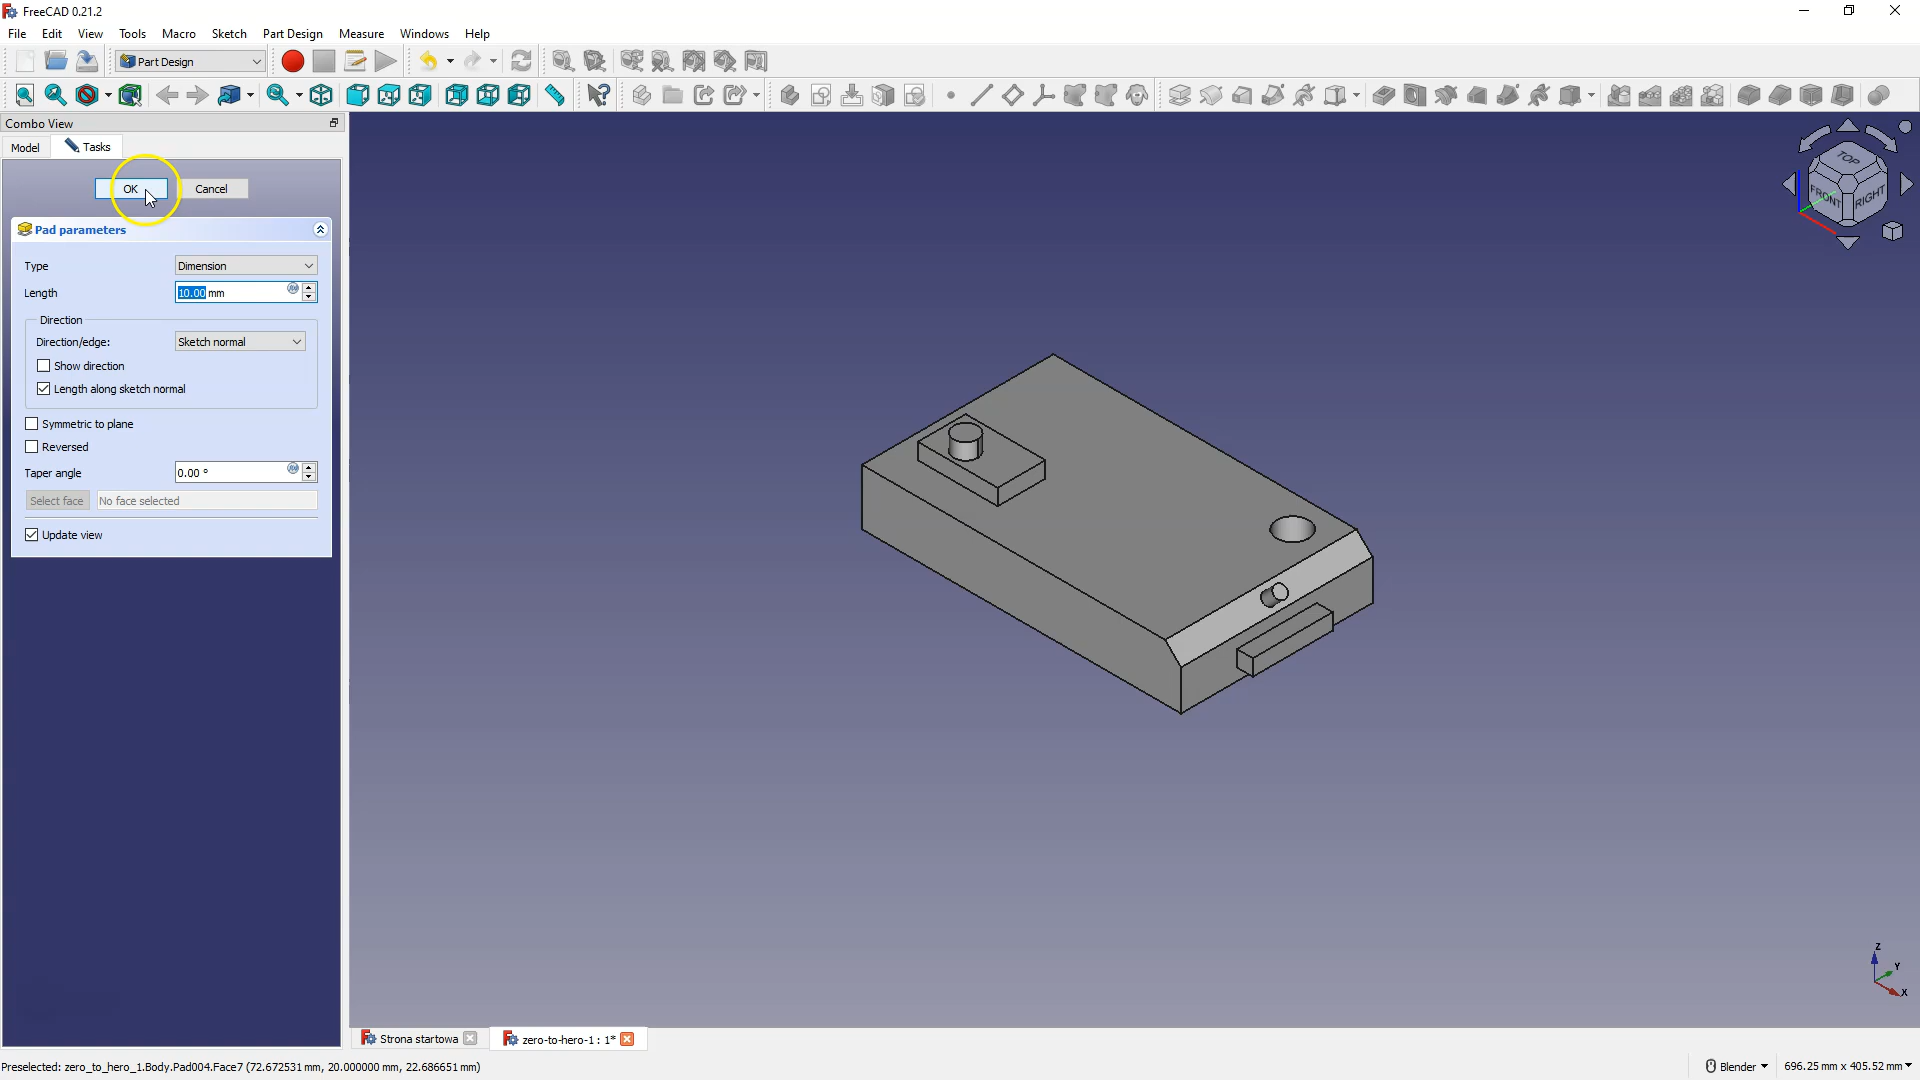 FreeCAD 0.21.2
File Edit View Tools Macro Sketch Part Design Measure Windows Help
Part Design
Combo View
Model Tasks
OK Cancel
Pad parameters
Type Dimension
Length 10.00 mm
Direction
Direction/edge: Sketch normal
Show direction
Length along sketch normal
Symmetric to plane
Reversed
Taper angle 0.00 °
Select face No face selected
Update view
TOP
FRONT RIGHT
Z
Y
X
Strona startowa zero-to-hero-1 : 1*
Preselected: zero_to_hero_1.Body.Pad004.Face7 (72.672531 mm, 20.000000 mm, 22.686651 mm) Blender 696.25 mm x 405.52 mm